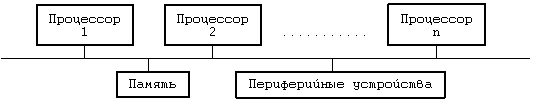 Процессор
1
Процессор
2
...........
Процессор
n
Память
Периферийные устройства